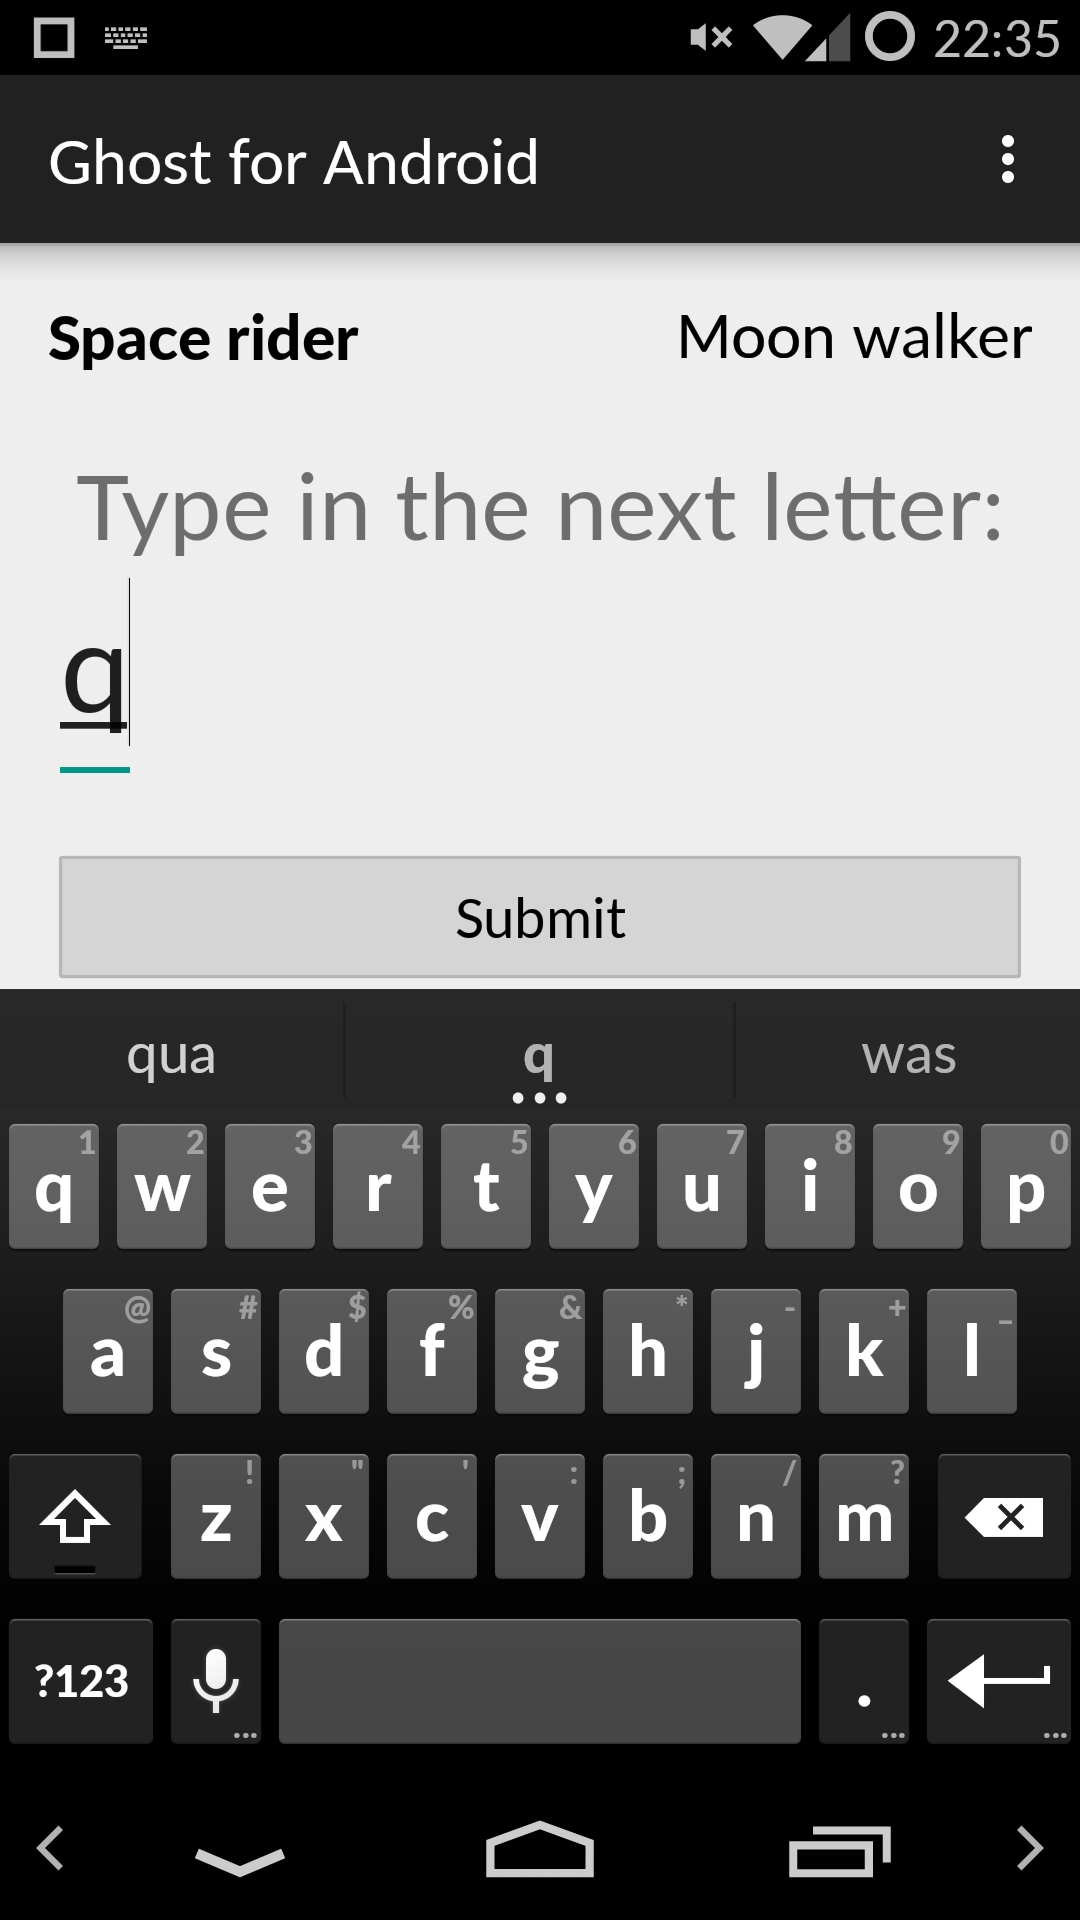 22:35
Ghost for Android
Space rider Moon walker
Type in the next letter:
q
Submit
qua q was
q 1 w 2 e 3 r 4 t 5 y 6 u 7 i 8 o 9 p 0
a @ s # d $ f % g & h * j - k + l _
z ! x " c ' v : b ; n / m ?
?123 ... . ... ...